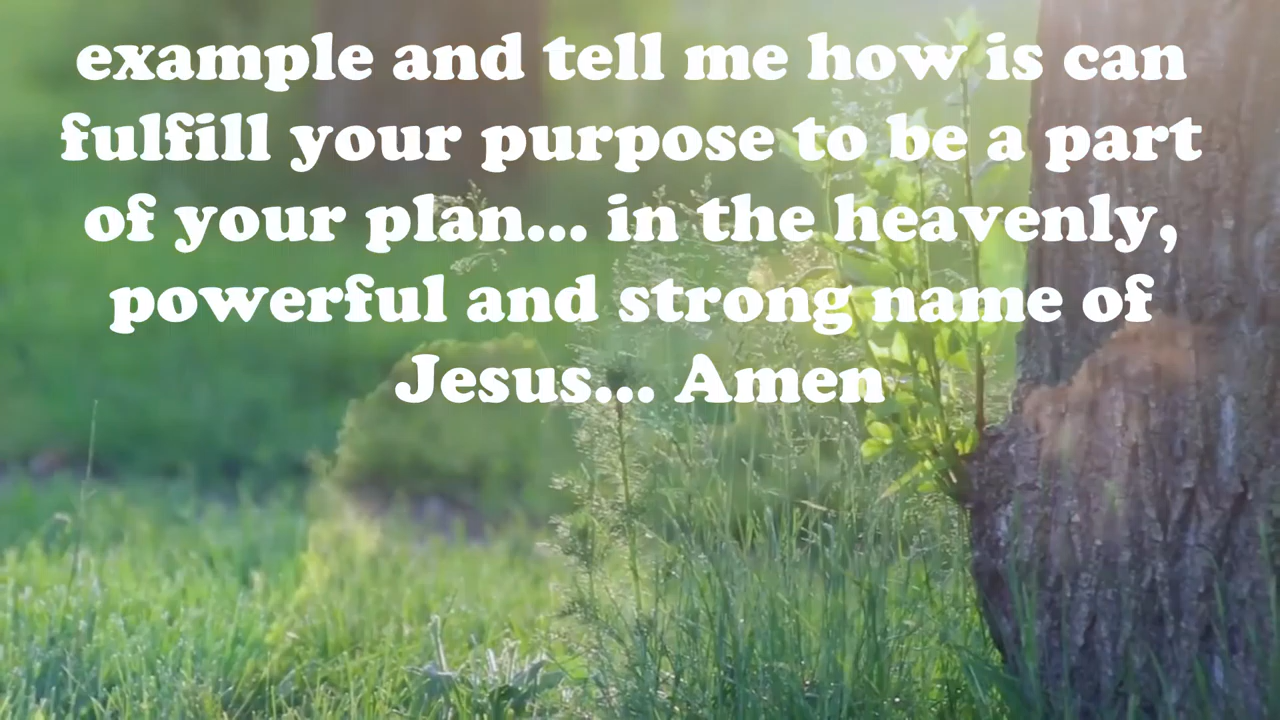 example and tell me how is can
fulfill your purpose to be a part
of your plan... in the heavenly,
powerful and strong name of
Jesus... Amen